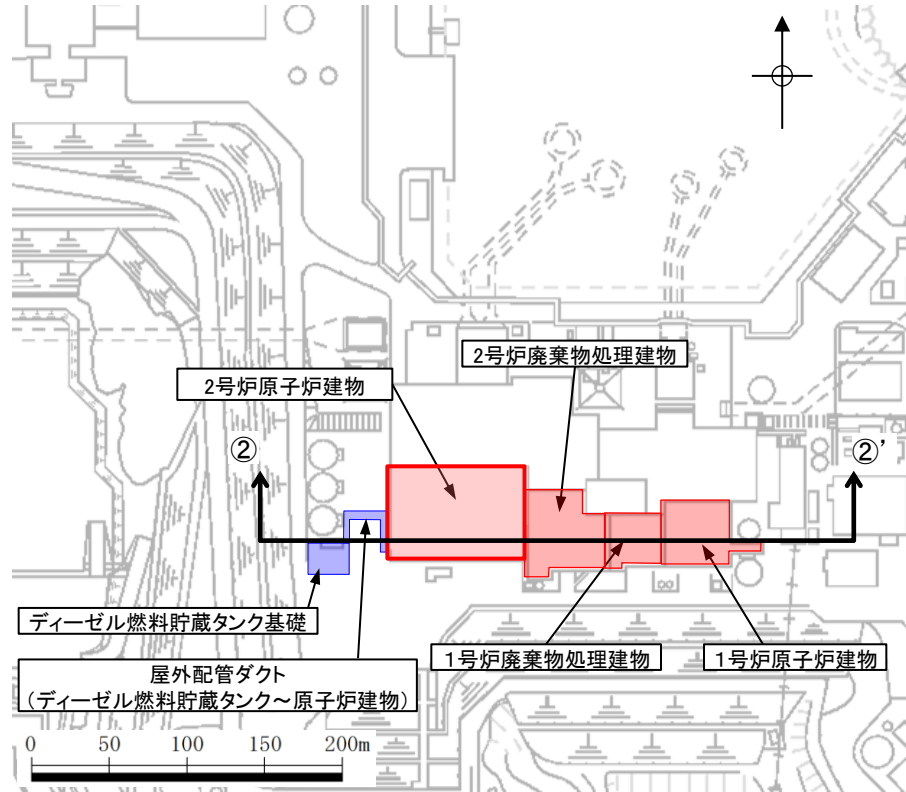 2号炉廃棄物処理建物
2号炉原子炉建物
②
②’
ディーゼル燃料貯蔵タンク基礎
屋外配管ダクト
(ディーゼル燃料貯蔵タンク~原子炉建物)
1号炉廃棄物処理建物
1号炉原子炉建物
0 50 100 150 200m